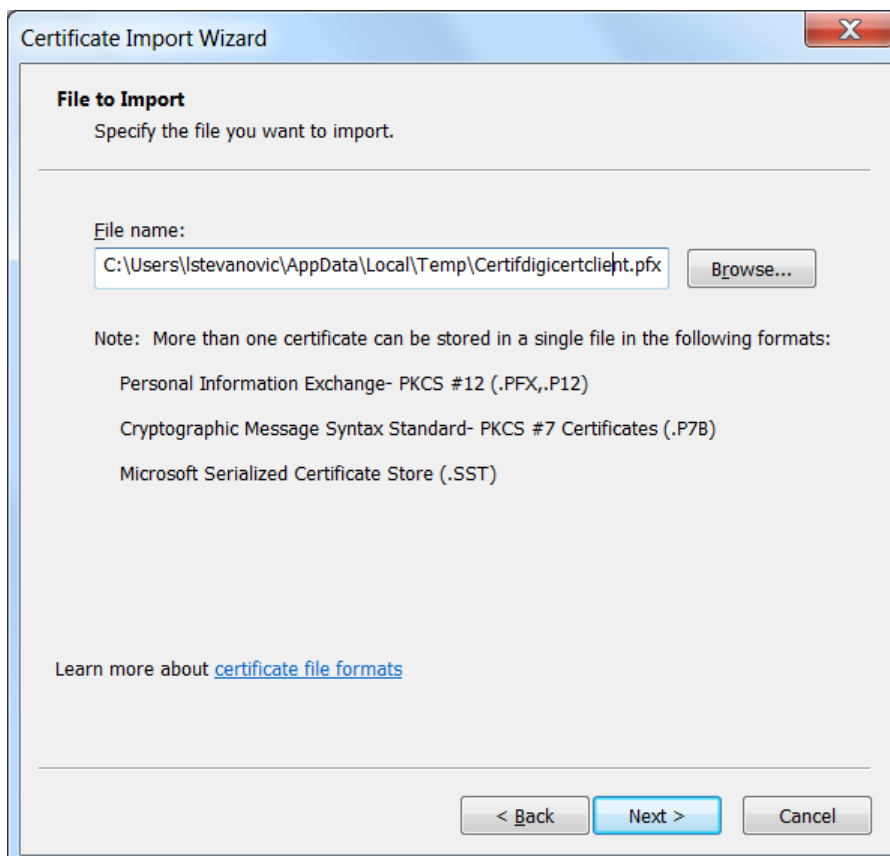 Certificate Import Wizard
File to Import
Specify the file you want to import.
File name:
C:\Users\lstevanovic\AppData\Local\Temp\Certifdigicertclient.pfx
Browse...
Note:  More than one certificate can be stored in a single file in the following formats:
Personal Information Exchange- PKCS #12 (.PFX,.P12)
Cryptographic Message Syntax Standard- PKCS #7 Certificates (.P7B)
Microsoft Serialized Certificate Store (.SST)
Learn more about certificate file formats
< Back
Next >
Cancel